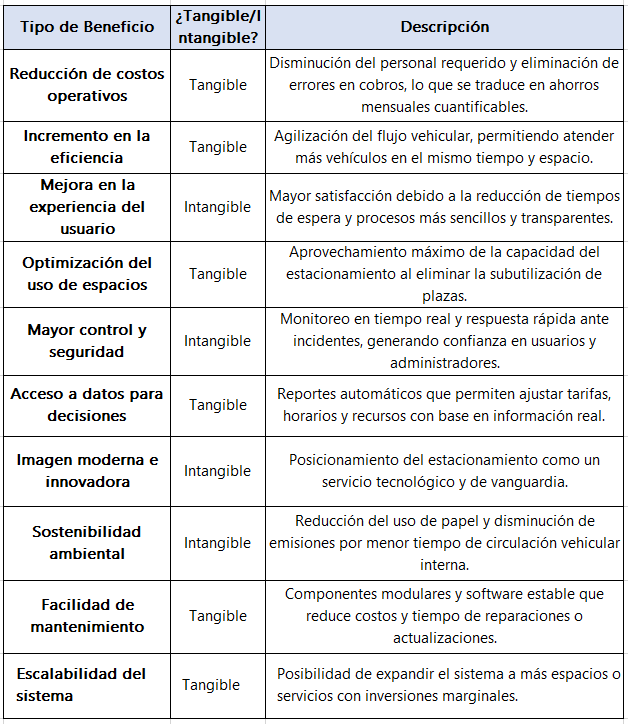 Tipo de Beneficio
¿Tangible/I
ntangible?
Descripción
Reducción de costos
operativos
Tangible
Disminución del personal requerido y eliminación de
errores en cobros, lo que se traduce en ahorros
mensuales cuantificables.
Incremento en la
eficiencia
Tangible
Agilización del flujo vehicular, permitiendo atender
más vehículos en el mismo tiempo y espacio.
Mejora en la
experiencia del
usuario
Intangible
Mayor satisfacción debido a la reducción de tiempos
de espera y procesos más sencillos y transparentes.
Optimización del
uso de espacios
Tangible
Aprovechamiento máximo de la capacidad del
estacionamiento al eliminar la subutilización de
plazas.
Mayor control y
seguridad
Intangible
Monitoreo en tiempo real y respuesta rápida ante
incidentes, generando confianza en usuarios y
administradores.
Acceso a datos para
decisiones
Tangible
Reportes automáticos que permiten ajustar tarifas,
horarios y recursos con base en información real.
Imagen moderna e
innovadora
Intangible
Posicionamiento del estacionamiento como un
servicio tecnológico y de vanguardia.
Sostenibilidad
ambiental
Intangible
Reducción del uso de papel y disminución de
emisiones por menor tiempo de circulación vehicular
interna.
Facilidad de
mantenimiento
Tangible
Componentes modulares y software estable que
reduce costos y tiempo de reparaciones o
actualizaciones.
Escalabilidad del
sistema
Tangible
Posibilidad de expandir el sistema a más espacios o
servicios con inversiones marginales.